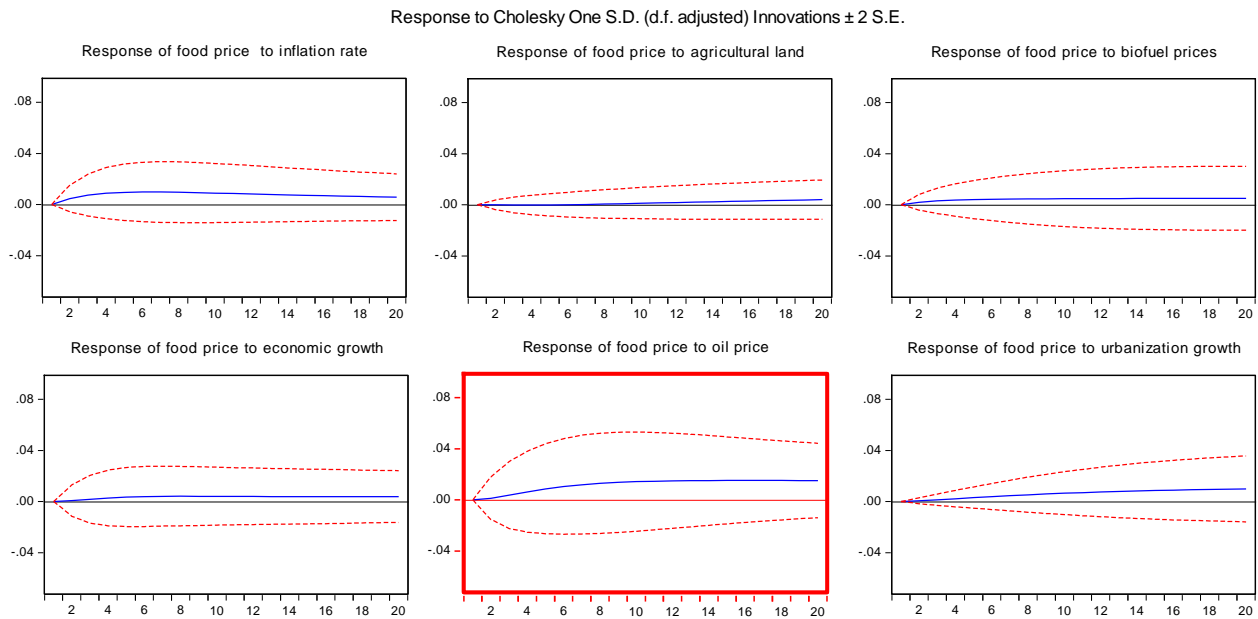 Response to Cholesky One S.D. (d.f. adjusted) Innovations ± 2 S.E.
Response of food price to inflation rate
.08
.04
.00
-.04
2 4 6 8 10 12 14 16 18 20
Response of food price to agricultural land
.08
.04
.00
-.04
2 4 6 8 10 12 14 16 18 20
Response of food price to biofuel prices
.08
.04
.00
-.04
2 4 6 8 10 12 14 16 18 20
Response of food price to economic growth
.08
.04
.00
-.04
2 4 6 8 10 12 14 16 18 20
Response of food price to oil price
.08
.04
.00
-.04
2 4 6 8 10 12 14 16 18 20
Response of food price to urbanization growth
.08
.04
.00
-.04
2 4 6 8 10 12 14 16 18 20